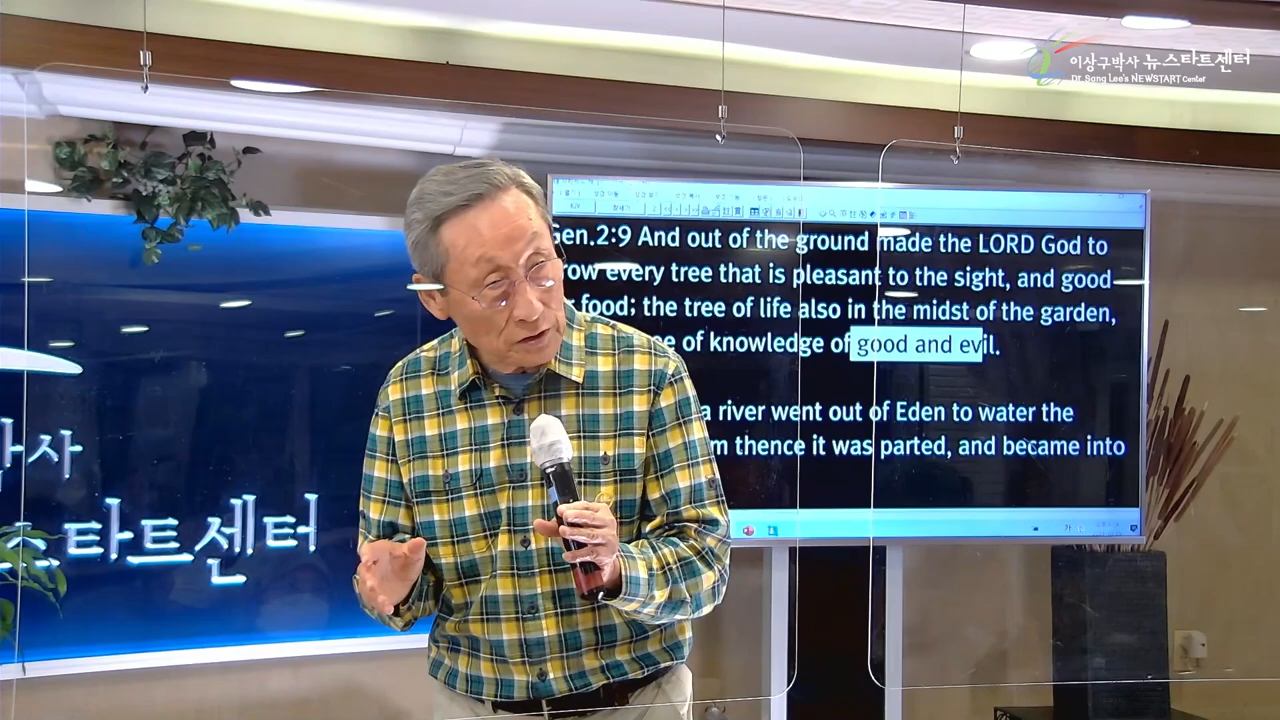 이상구박사 뉴스타트센터
Dr. Sang Lee's NEWSTART Center
Gen.2:9 And out of the ground made the LORD God to
grow every tree that is pleasant to the sight, and good
food; the tree of life also in the midst of the garden,
of knowledge of good and evil.
a river went out of Eden to water the
thence it was parted, and became into
박사
스타트센터